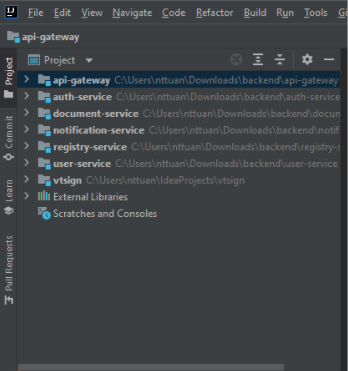 IJ File Edit View Navigate Code Refactor Build Run Tools
api-gateway
Project
api-gateway C:\Users\nttuan\Downloads\backend\api-gateway
auth-service C:\Users\nttuan\Downloads\backend\auth-service
document-service C:\Users\nttuan\Downloads\backend\docum
notification-service C:\Users\nttuan\Downloads\backend\notif
registry-service C:\Users\nttuan\Downloads\backend\registry-s
user-service C:\Users\nttuan\Downloads\backend\user-service
vtsign C:\Users\nttuan\IdeaProjects\vtsign
External Libraries
Scratches and Consoles
Project
Commit
Learn
Pull Requests